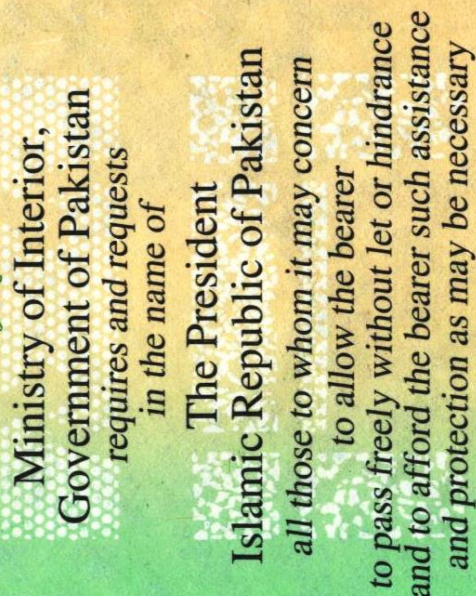 Ministry of Interior,
Government of Pakistan
requires and requests
in the name of
The President
Islamic Republic of Pakistan
all those to whom it may concern
to allow the bearer
to pass freely without let or hindrance
and to afford the bearer such assistance
and protection as may be necessary